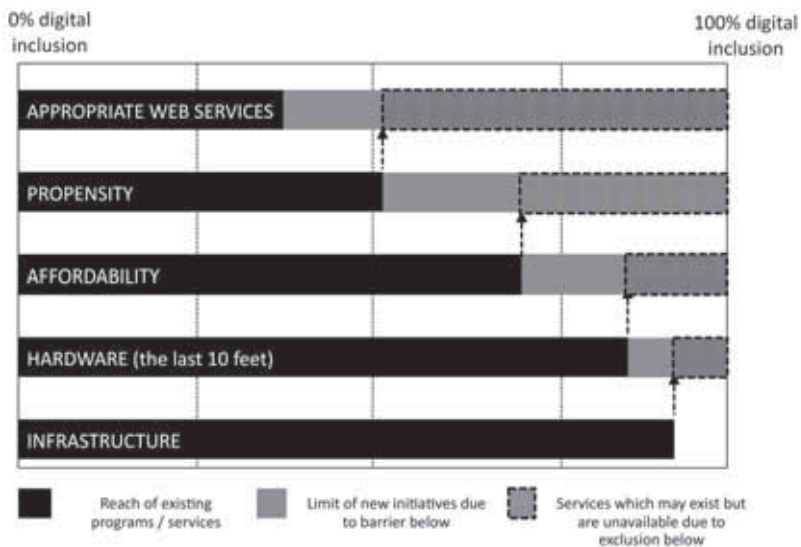 0% digital
inclusion
100% digital
inclusion
APPROPRIATE WEB SERVICES
PROPENSITY
AFFORDABILITY
HARDWARE (the last 10 feet)
INFRASTRUCTURE
Reach of existing
programs / services
Limit of new initiatives due
to barrier below
Services which may exist but
are unavailable due to
exclusion below